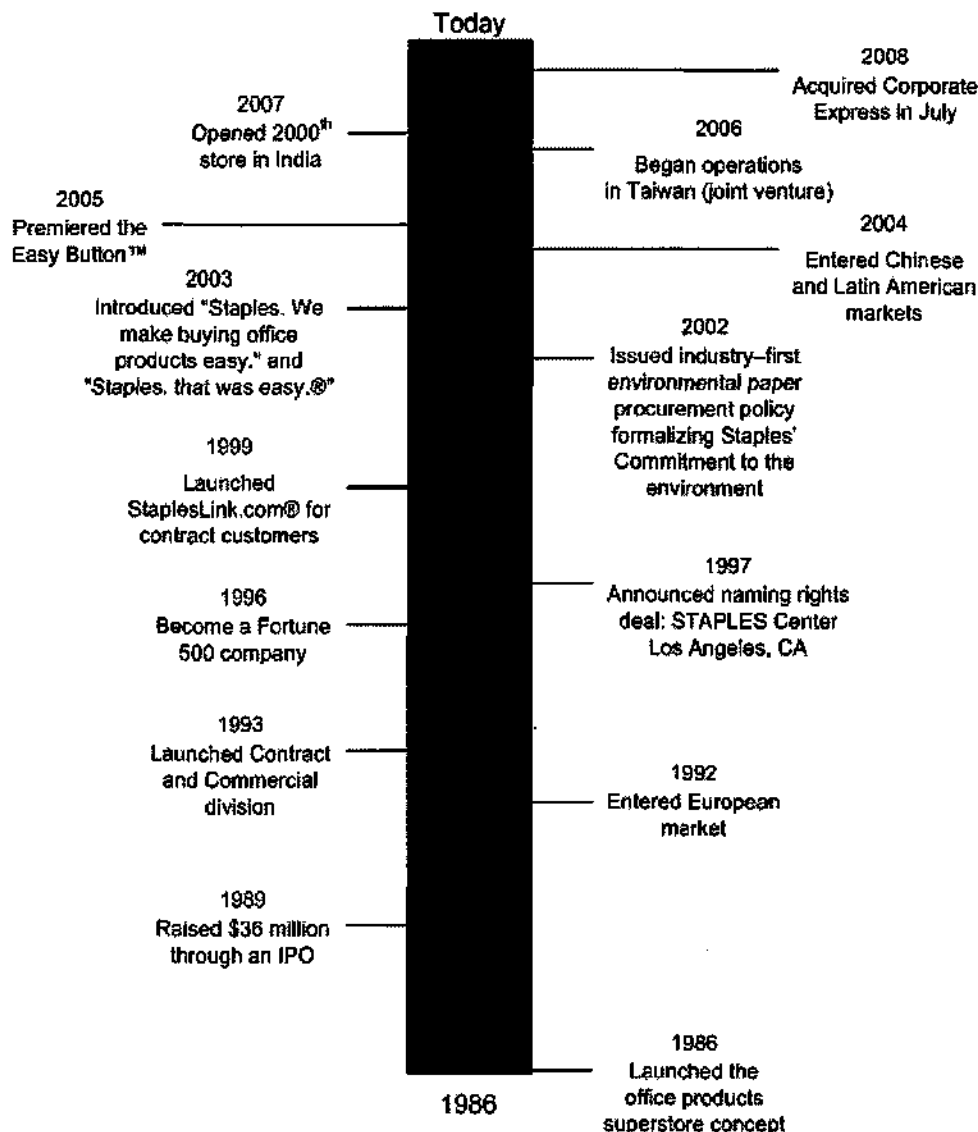 Today
2008
Acquired Corporate
Express in July
2007
Opened 2000th
store in India
2006
Began operations
in Taiwan (joint venture)
2005
Premiered the
Easy Button™
2004
Entered Chinese
and Latin American
markets
2003
Introduced "Staples. We
make buying office
products easy." and
"Staples. that was easy.®"
2002
Issued industry–first
environmental paper
procurement policy
formalizing Staples'
Commitment to the
environment
1999
Launched
StaplesLink.com® for
contract customers
1997
Announced naming rights
deal: STAPLES Center
Los Angeles, CA
1996
Become a Fortune
500 company
1993
Launched Contract
and Commercial
division
1992
Entered European
market
1989
Raised $36 million
through an IPO
1986
Launched the
office products
superstore concept
1986